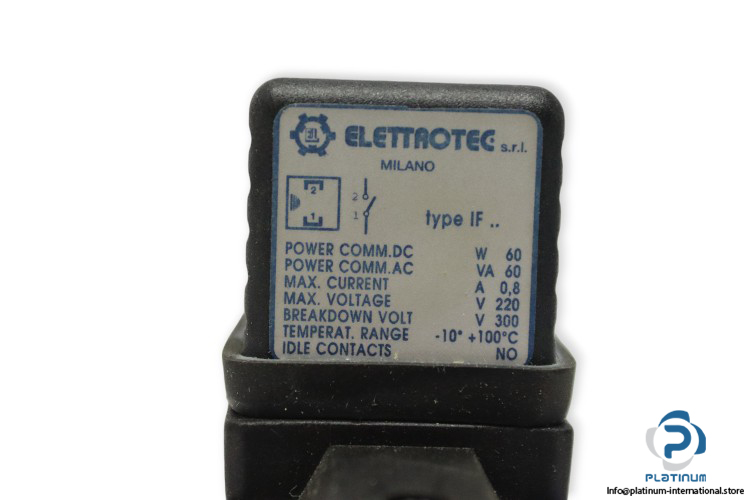 ELETTROTEC s.r.l.
MILANO
2
1
2
1
type IF ..
POWER COMM.DC W 60
POWER COMM.AC VA 60
MAX. CURRENT A 0,8
MAX. VOLTAGE V 220
BREAKDOWN VOLT V 300
TEMPERAT. RANGE -10° +100°C
IDLE CONTACTS NO
PLATINUM
Info@platinum-international.store